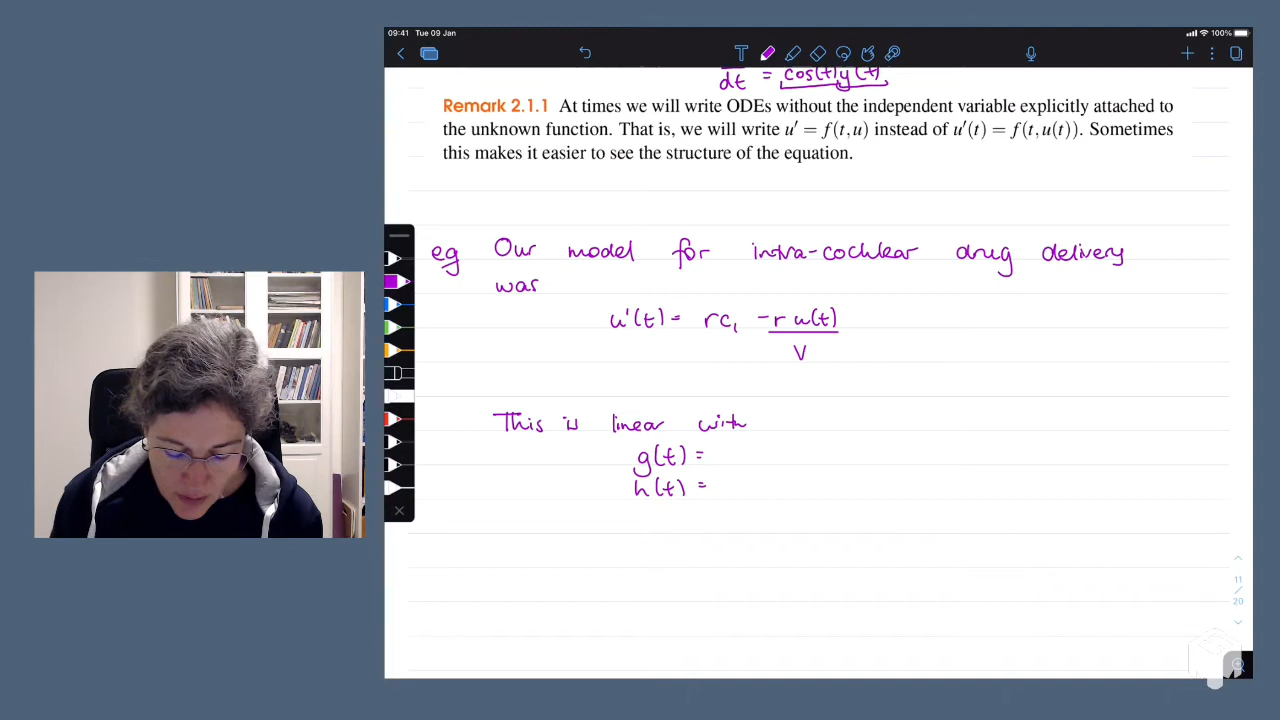 09:41 Tue 09 Jan
100%
T
dt = cos(t)y(t)
Remark 2.1.1 At times we will write ODEs without the independent variable explicitly attached to
the unknown function. That is, we will write u′ = f(t,u) instead of u′(t) = f(t,u(t)). Sometimes
this makes it easier to see the structure of the equation.
eg Our model for intra-cochlear drug delivery
was
u'(t) = rc₁ - r u(t)
V
This is linear with
g(t) =
h(t) =
11
/
20